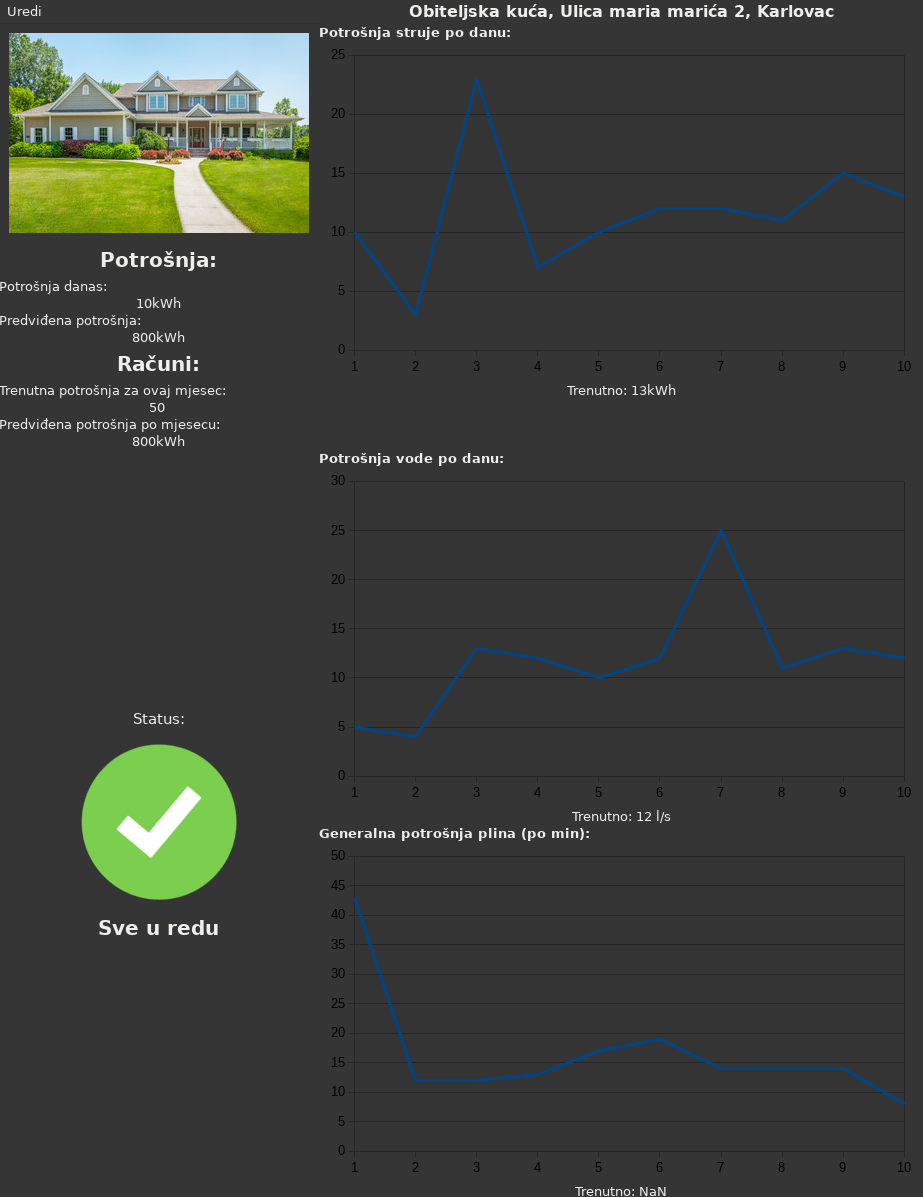 Uredi
Obiteljska kuća, Ulica maria marića 2, Karlovac
Potrošnja:
Potrošnja danas:
10kWh
Predviđena potrošnja:
800kWh
Računi:
Trenutna potrošnja za ovaj mjesec:
50
Predviđena potrošnja po mjesecu:
800kWh
Status:
Sve u redu
Potrošnja struje po danu:
25
20
15
10
5
0
1 2 3 4 5 6 7 8 9 10
Trenutno: 13kWh
Potrošnja vode po danu:
30
25
20
15
10
5
0
1 2 3 4 5 6 7 8 9 10
Trenutno: 12 l/s
Generalna potrošnja plina (po min):
50
45
40
35
30
25
20
15
10
5
0
1 2 3 4 5 6 7 8 9 10
Trenutno: NaN